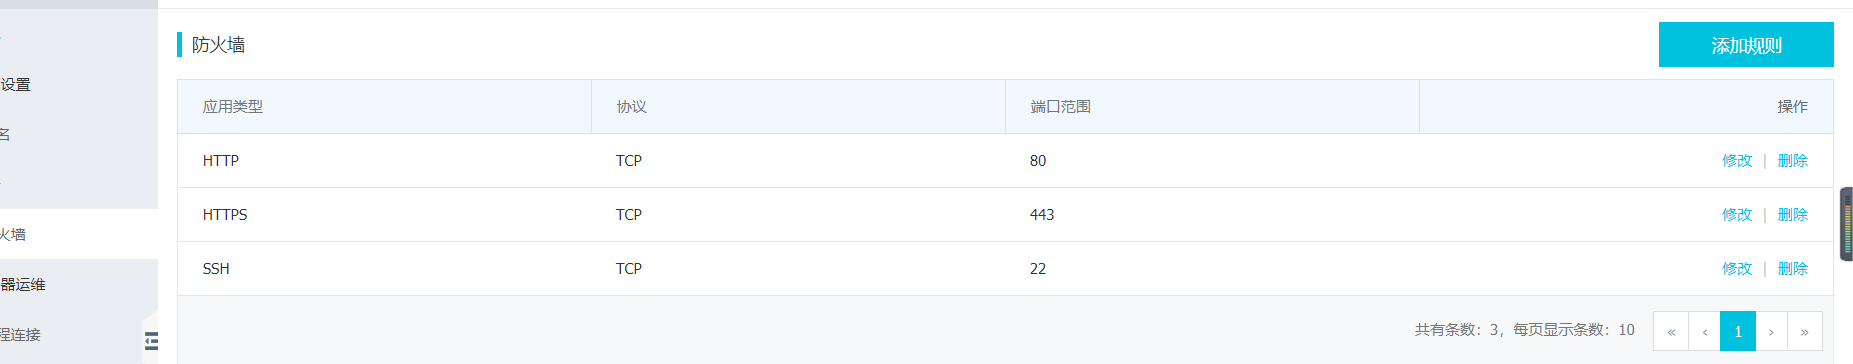 防火墙
添加规则
设置
名
火墙
器运维
程连接
应用类型 协议 端口范围 操作
HTTP TCP 80 修改 | 删除
HTTPS TCP 443 修改 | 删除
SSH TCP 22 修改 | 删除
共有条数：3，每页显示条数：10 « ‹ 1 › »